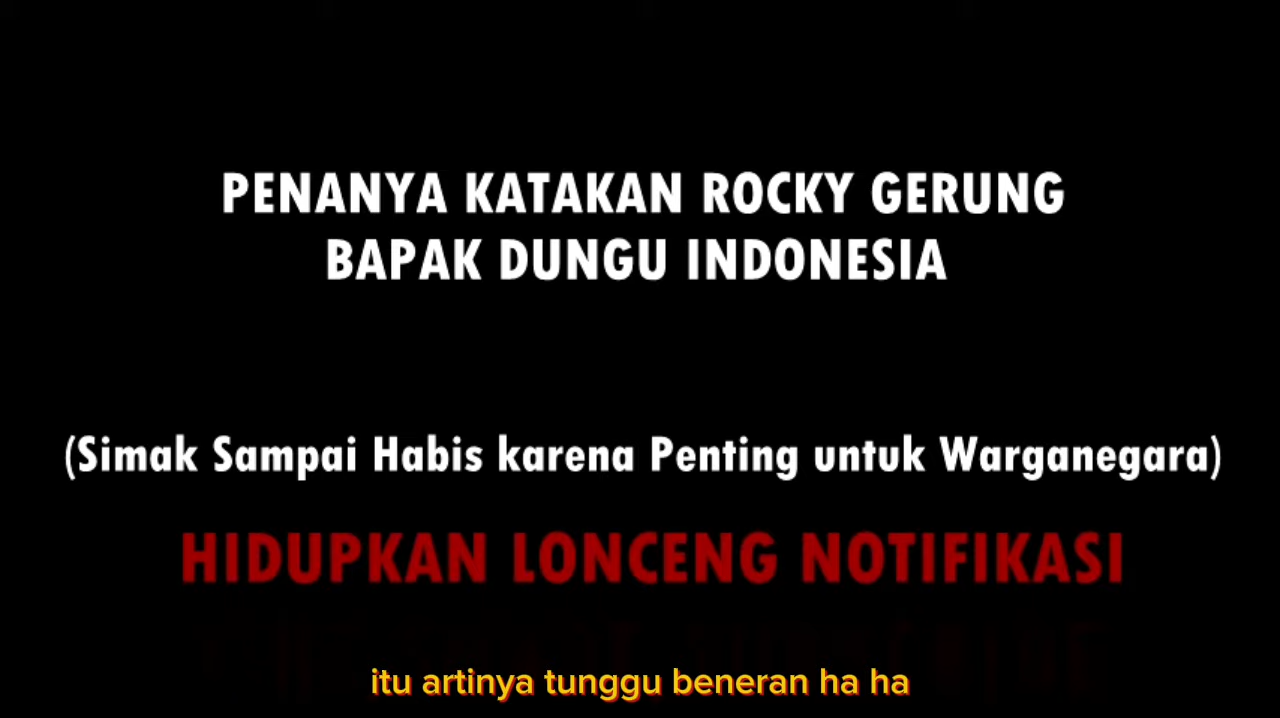 PENANYA KATAKAN ROCKY GERUNG
BAPAK DUNGU INDONESIA
(Simak Sampai Habis karena Penting untuk Warganegara)
HIDUPKAN LONCENG NOTIFIKASI
itu artinya tunggu beneran ha ha